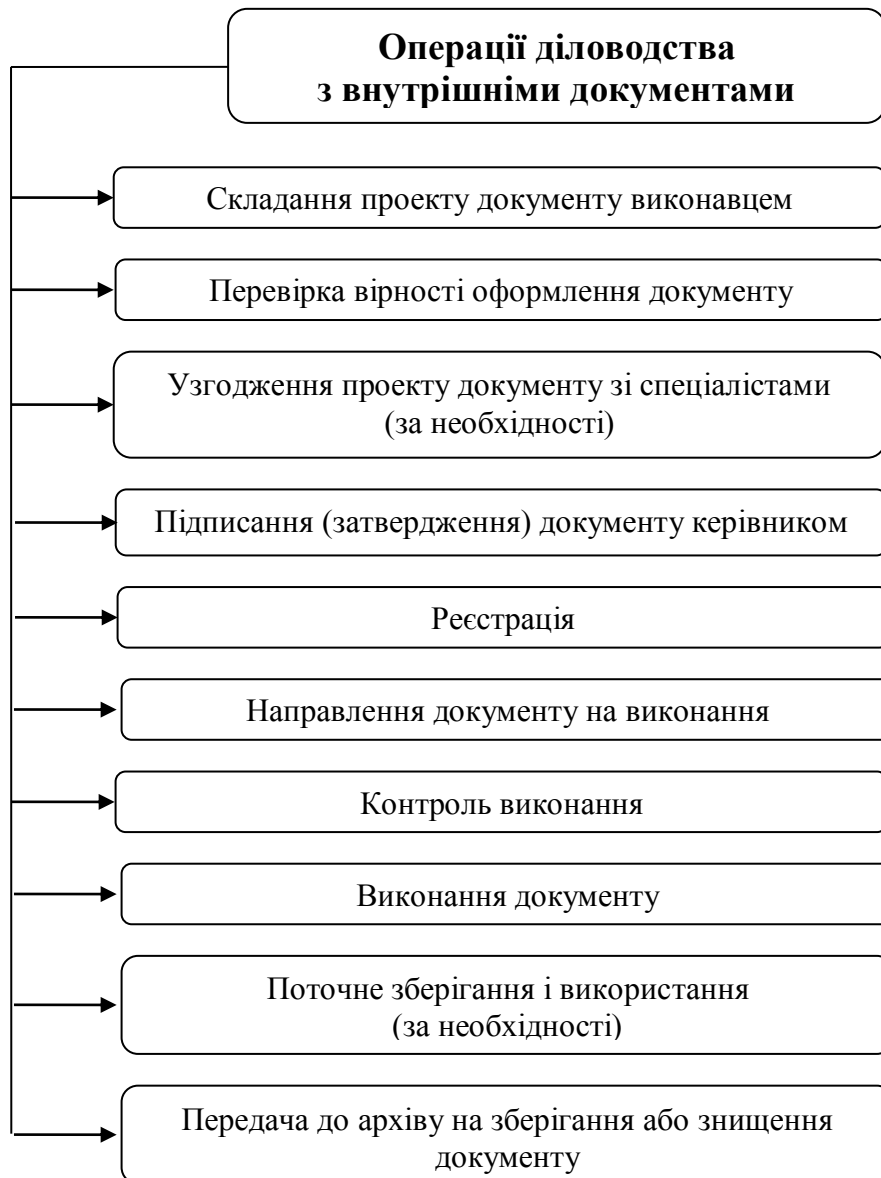 Операції діловодства
з внутрішніми документами
Складання проекту документу виконавцем
Перевірка вірності оформлення документу
Узгодження проекту документу зі спеціалістами
(за необхідності)
Підписання (затвердження) документу керівником
Реєстрація
Направлення документу на виконання
Контроль виконання
Виконання документу
Поточне зберігання і використання
(за необхідності)
Передача до архіву на зберігання або знищення
документу